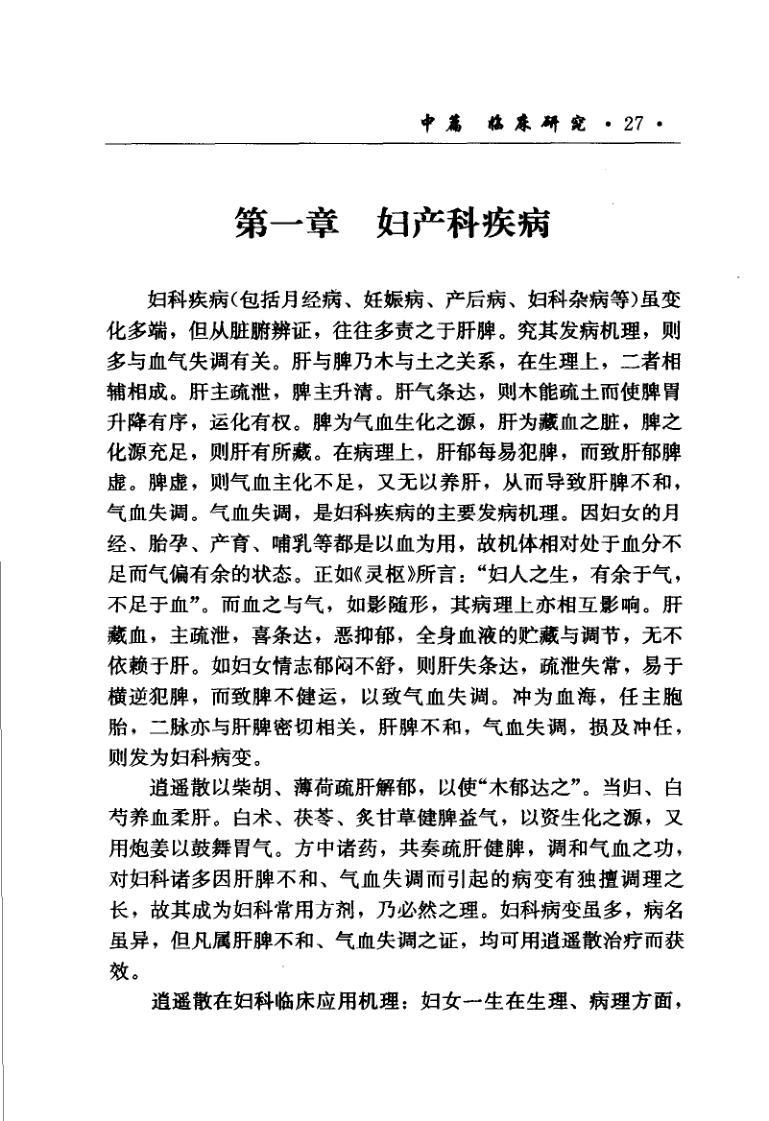 中篇 临床研究 · 27 ·
第一章 妇产科疾病
妇科疾病(包括月经病、妊娠病、产后病、妇科杂病等)虽变
化多端，但从脏腑辨证，往往多责之于肝脾。究其发病机理，则
多与血气失调有关。肝与脾乃木与土之关系，在生理上，二者相
辅相成。肝主疏泄，脾主升清。肝气条达，则木能疏土而使脾胃
升降有序，运化有权。脾为气血生化之源，肝为藏血之脏，脾之
化源充足，则肝有所藏。在病理上，肝郁每易犯脾，而致肝郁脾
虚。脾虚，则气血主化不足，又无以养肝，从而导致肝脾不和，
气血失调。气血失调，是妇科疾病的主要发病机理。因妇女的月
经、胎孕、产育、哺乳等都是以血为用，故机体相对处于血分不
足而气偏有余的状态。正如《灵枢》所言：“妇人之生，有余于气，
不足于血”。而血之与气，如影随形，其病理上亦相互影响。肝
藏血，主疏泄，喜条达，恶抑郁，全身血液的贮藏与调节，无不
依赖于肝。如妇女情志郁闷不舒，则肝失条达，疏泄失常，易于
横逆犯脾，而致脾不健运，以致气血失调。冲为血海，任主胞
胎，二脉亦与肝脾密切相关，肝脾不和，气血失调，损及冲任，
则发为妇科病变。
逍遥散以柴胡、薄荷疏肝解郁，以使“木郁达之”。当归、白
芍养血柔肝。白术、茯苓、炙甘草健脾益气，以资生化之源，又
用炮姜以鼓舞胃气。方中诸药，共奏疏肝健脾，调和气血之功，
对妇科诸多因肝脾不和、气血失调而引起的病变有独擅调理之
长，故其成为妇科常用方剂，乃必然之理。妇科病变虽多，病名
虽异，但凡属肝脾不和、气血失调之证，均可用逍遥散治疗而获
效。
逍遥散在妇科临床应用机理：妇女一生在生理、病理方面，